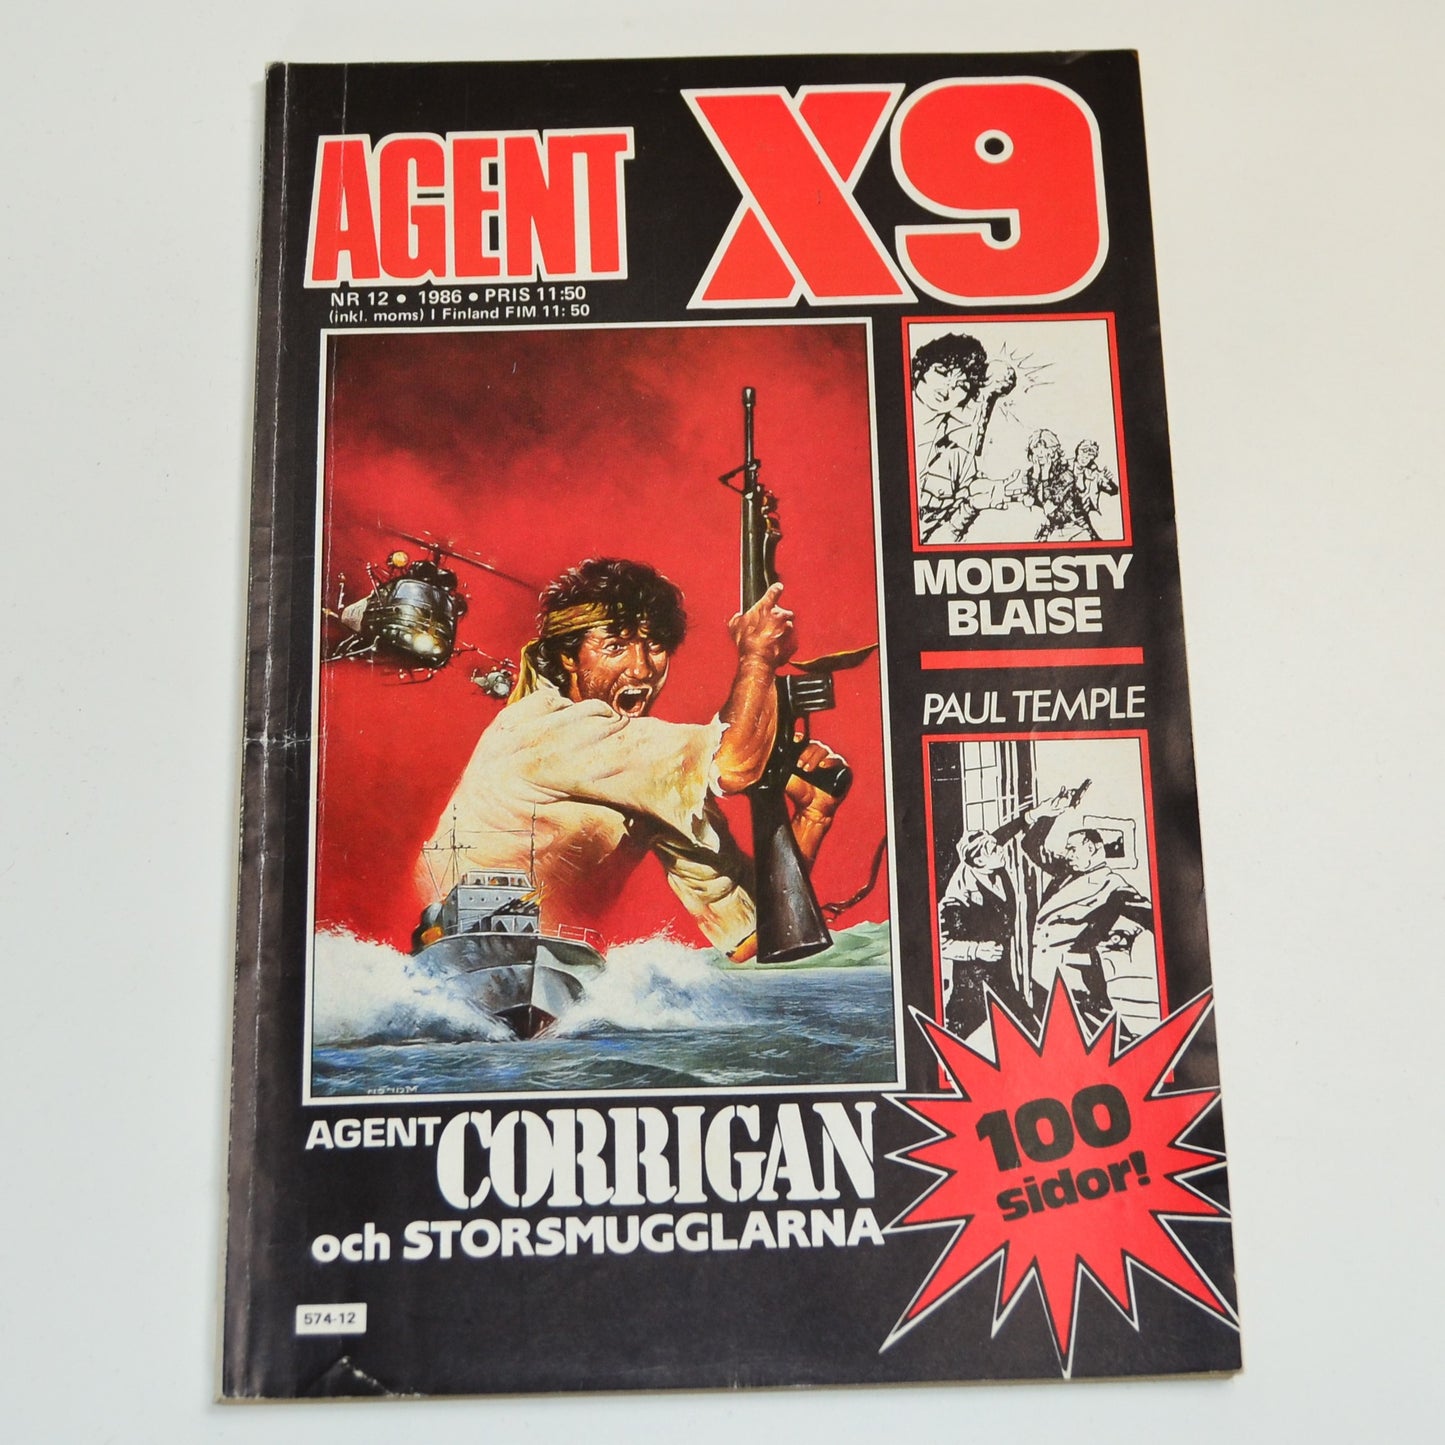 AGENT X9
NR 12 • 1986 • PRIS 11:50
(inkl. moms) I Finland FIM 11: 50
MODESTY
BLAISE
PAUL TEMPLE
AGENT CORRIGAN
och STORSMUGGLARNA
100
sidor!
574-12